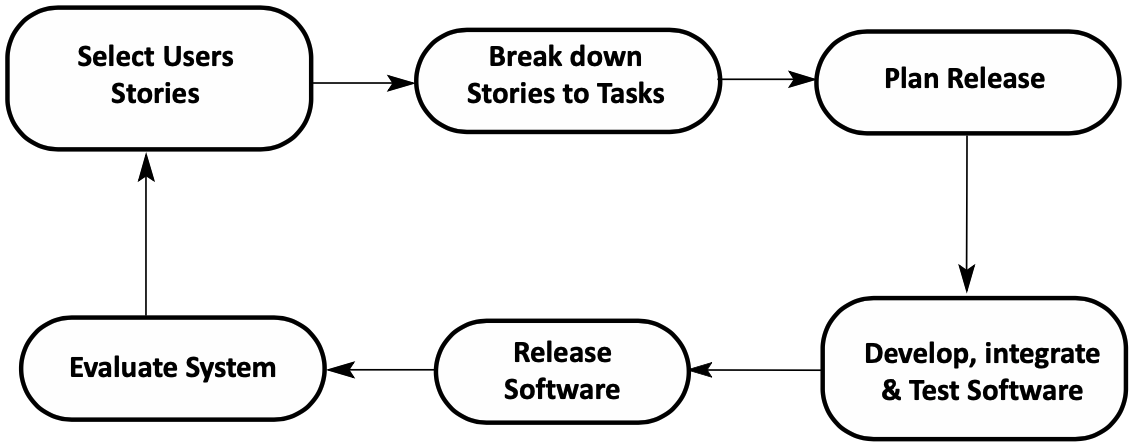 Select Users
Stories
Break down
Stories to Tasks
Plan Release
Develop, integrate
& Test Software
Release
Software
Evaluate System